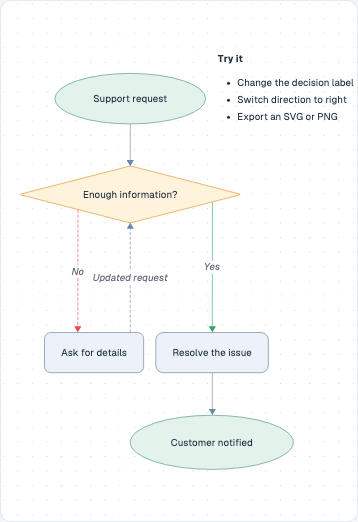 Try it
• Change the decision label
• Switch direction to right
• Export an SVG or PNG
Support request
Enough information?
No
Updated request
Yes
Ask for details
Resolve the issue
Customer notified